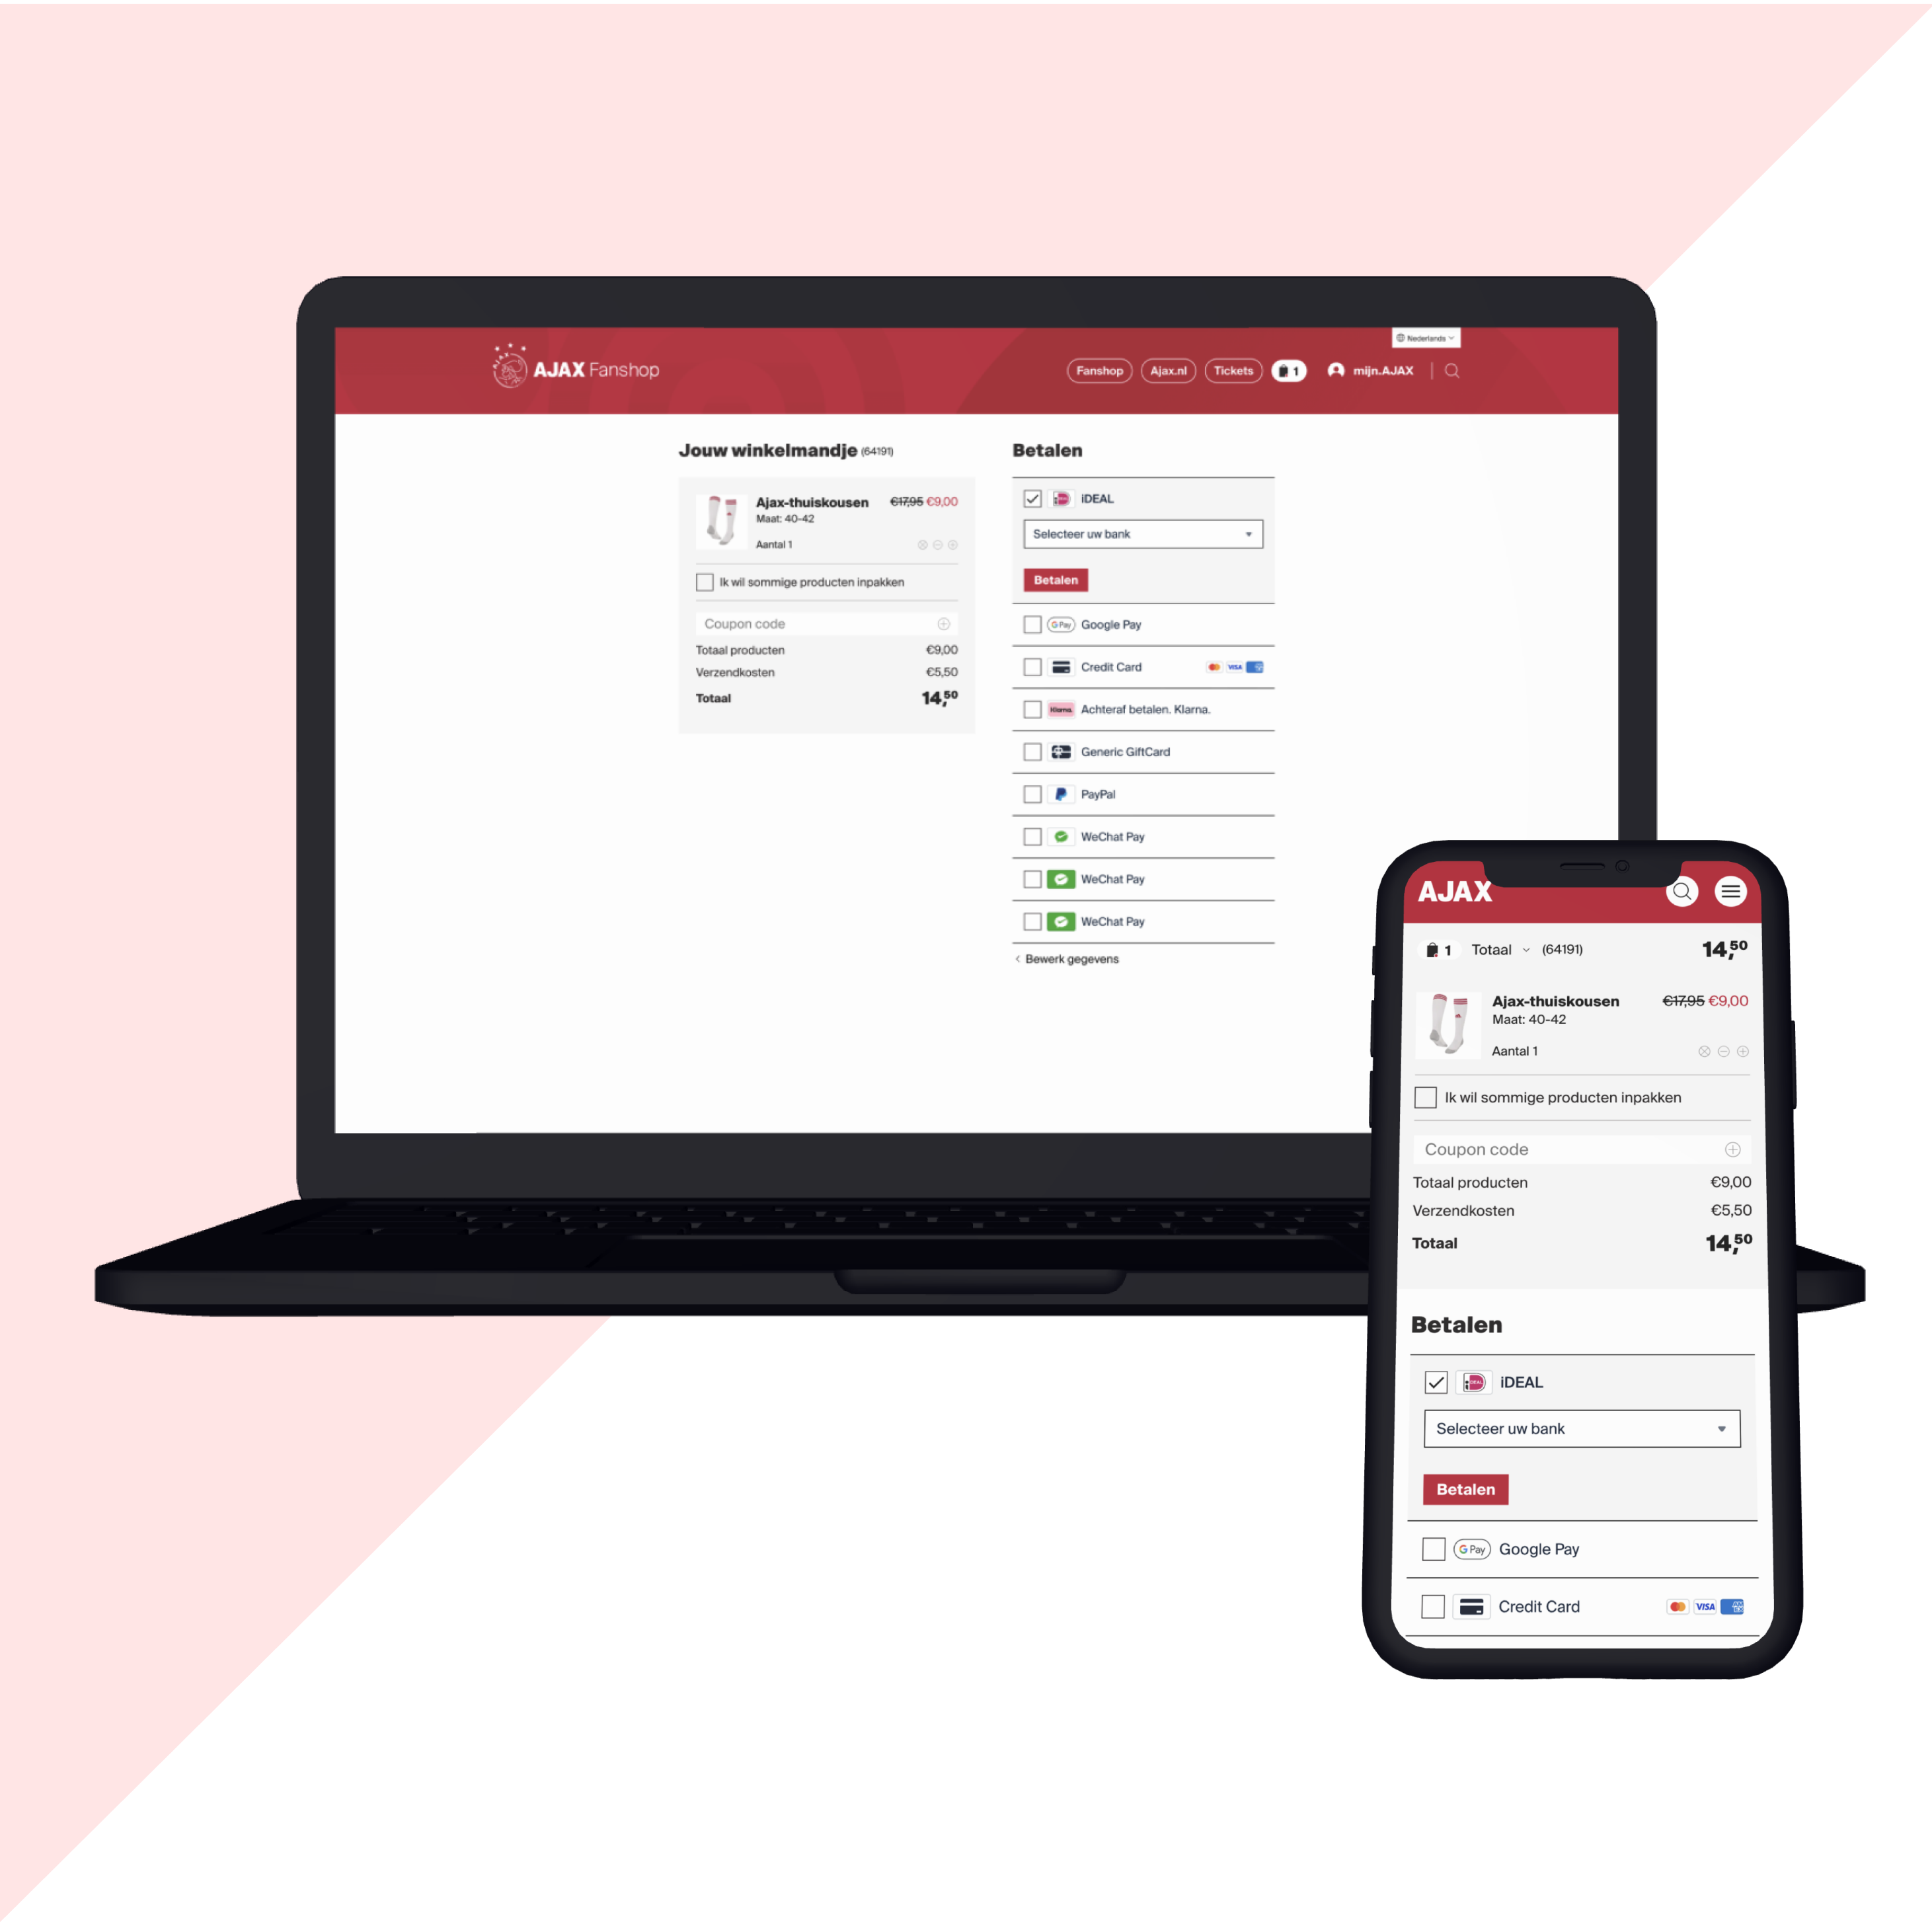 Nederlands
AJAX Fanshop
Fanshop Ajax.nl Tickets 1 mijn.AJAX
Jouw winkelmandje (64191)
Ajax-thuiskousen €17,95 €9,00
Maat: 40-42
Aantal 1
Ik wil sommige producten inpakken
Coupon code
Totaal producten €9,00
Verzendkosten €5,50
Totaal 14,50
Betalen
iDEAL
Selecteer uw bank
Betalen
G Pay Google Pay
Credit Card VISA
Klarna. Achteraf betalen. Klarna.
Generic GiftCard
PayPal
WeChat Pay
WeChat Pay
WeChat Pay
Bewerk gegevens
AJAX
1 Totaal (64191) 14,50
Ajax-thuiskousen €17,95 €9,00
Maat: 40-42
Aantal 1
Ik wil sommige producten inpakken
Coupon code
Totaal producten €9,00
Verzendkosten €5,50
Totaal 14,50
Betalen
iDEAL
Selecteer uw bank
Betalen
G Pay Google Pay
Credit Card VISA